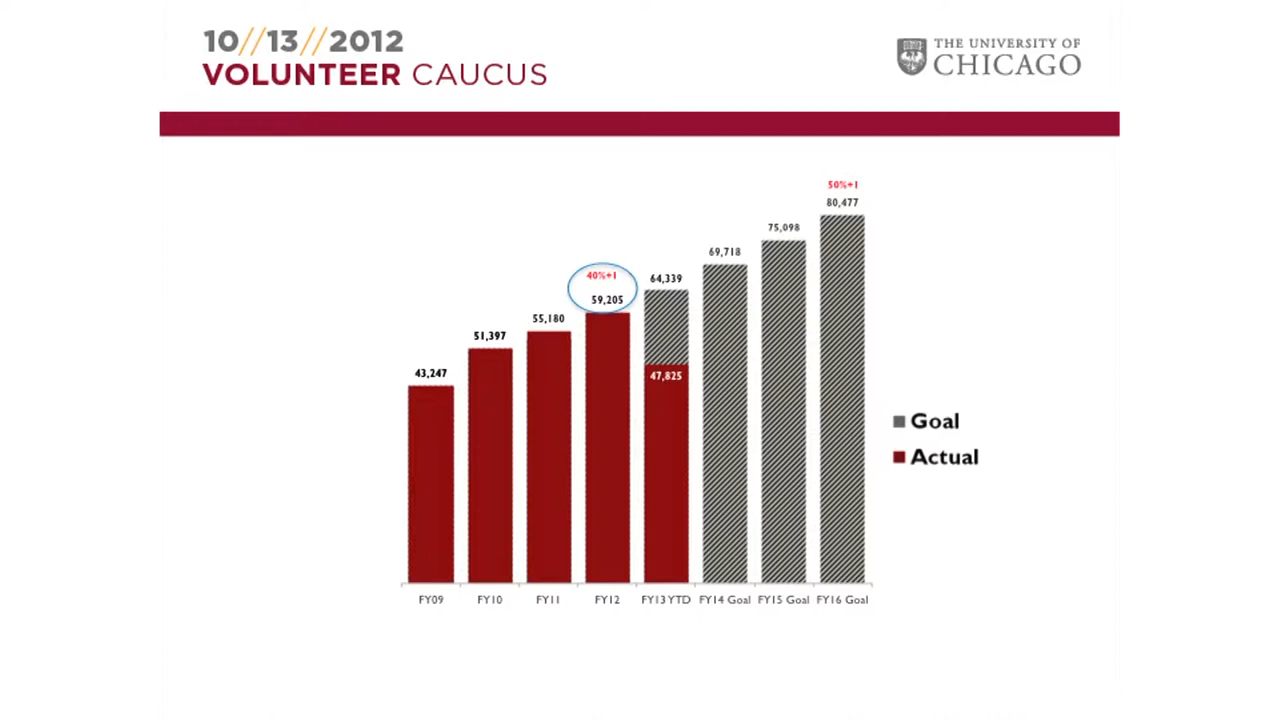 10//13//2012
VOLUNTEER CAUCUS
THE UNIVERSITY OF
CHICAGO
50%+1
80,477
75,098
69,718
40%+1
64,339
59,205
55,180
51,397
43,247
47,825
Goal
Actual
FY09 FY10 FY11 FY12 FY13 YTD FY14 Goal FY15 Goal FY16 Goal